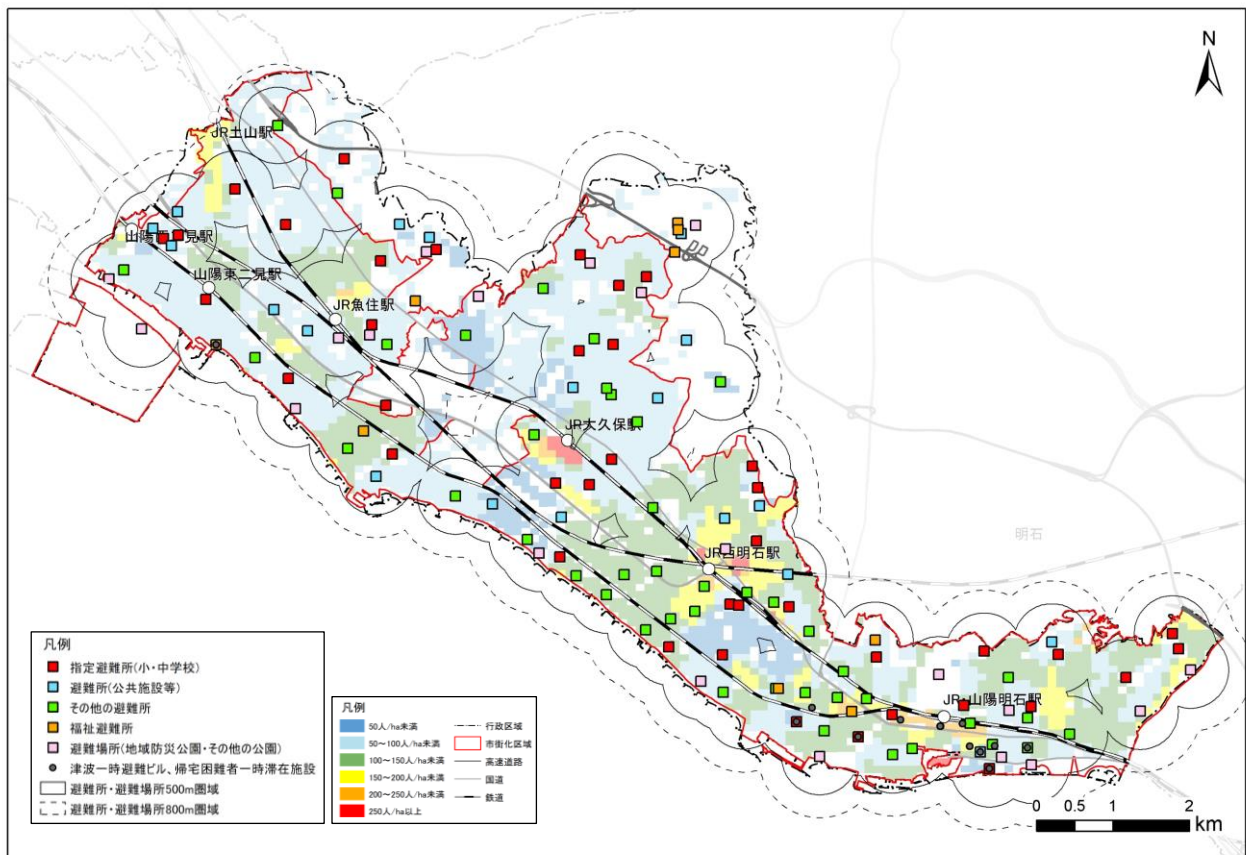 N
JR土山駅
山陽西二見駅
山陽東二見駅
JR魚住駅
JR大久保駅
明石
JR西明石駅
JR・山陽明石駅
凡例
指定避難所(小・中学校)
避難所(公共施設等)
その他の避難所
福祉避難所
避難場所(地域防災公園・その他の公園)
津波一時避難ビル、帰宅困難者一時滞在施設
避難所・避難場所500m圏域
避難所・避難場所800m圏域
凡例
50人/ha未満
50～100人/ha未満
100～150人/ha未満
150～200人/ha未満
200～250人/ha未満
250人/ha以上
行政区域
市街化区域
高速道路
国道
鉄道
0 0.5 1 2
km